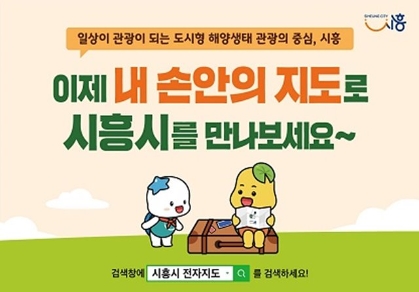 SIHEUNG CITY
시흥
일상이 관광이 되는 도시형 해양생태 관광의 중심, 시흥
이제 내 손안의 지도로
시흥시를 만나보세요~
검색창에 시흥시 전자지도 를 검색하세요!